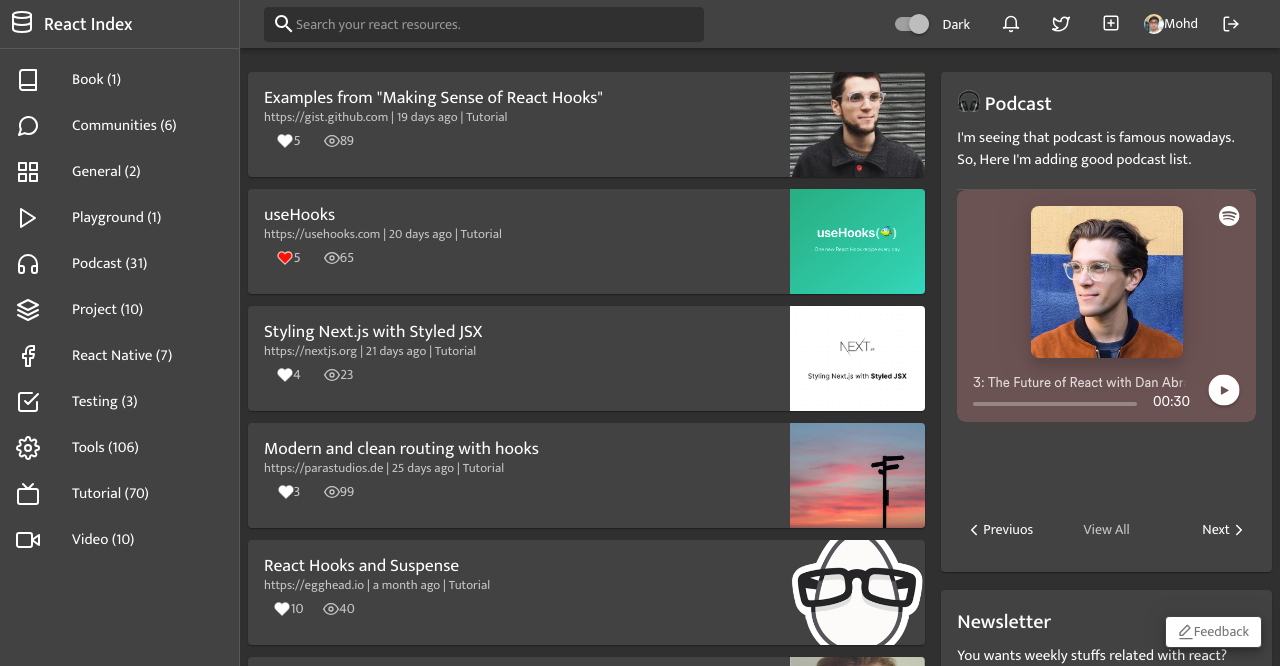 React Index
Search your react resources.
Dark
Mohd
Book (1)
Communities (6)
General (2)
Playground (1)
Podcast (31)
Project (10)
React Native (7)
Testing (3)
Tools (106)
Tutorial (70)
Video (10)
Examples from "Making Sense of React Hooks"
https://gist.github.com | 19 days ago | Tutorial
5 89
useHooks
https://usehooks.com | 20 days ago | Tutorial
5 65
useHooks(🐠)
One new React Hook recipe every day.
Styling Next.js with Styled JSX
https://nextjs.org | 21 days ago | Tutorial
4 23
NEXT.JS
Styling Next.js with Styled JSX
Modern and clean routing with hooks
https://parastudios.de | 25 days ago | Tutorial
3 99
React Hooks and Suspense
https://egghead.io | a month ago | Tutorial
10 40
🎧 Podcast
I'm seeing that podcast is famous nowadays.
So, Here I'm adding good podcast list.
3: The Future of React with Dan Abr
00:30
Previuos
View All
Next
Newsletter
You wants weekly stuffs related with react?
Feedback